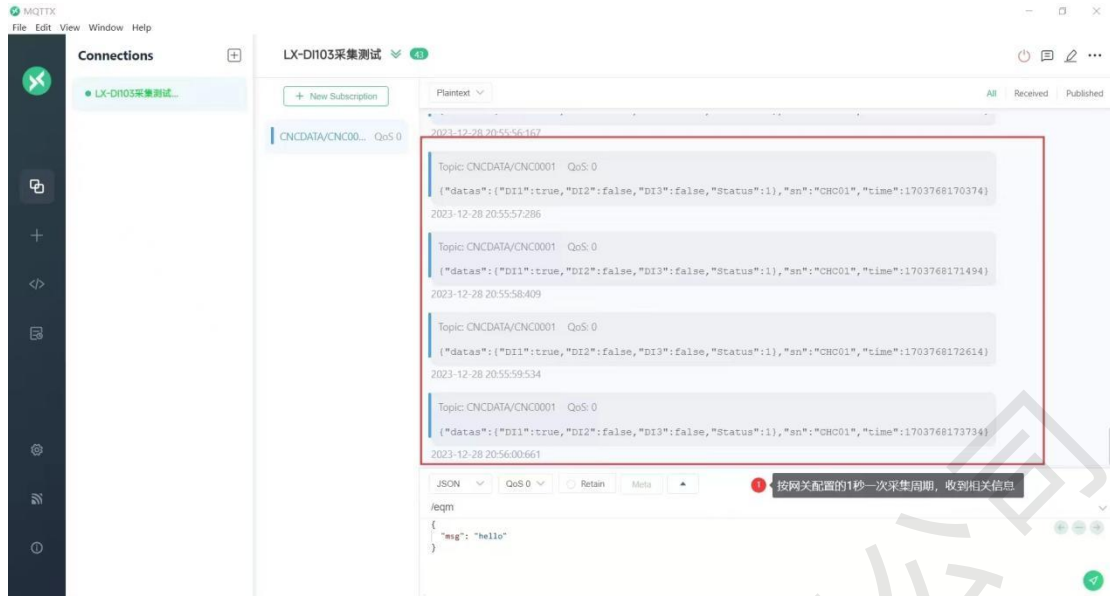 MQTTX
File Edit View Window Help
Connections
LX-DI103采集测试 43
LX-DI103采集测试...
+ New Subscription
Plaintext
All Received Published
CNCDATA/CNC00... QoS 0
2023-12-28 20:55:56:167
Topic: CNCDATA/CNC0001 QoS: 0
{"datas":{"DI1":true,"DI2":false,"DI3":false,"Status":1},"sn":"CHC01","time":1703768170374}
2023-12-28 20:55:57:286
Topic: CNCDATA/CNC0001 QoS: 0
{"datas":{"DI1":true,"DI2":false,"DI3":false,"Status":1},"sn":"CHC01","time":1703768171494}
2023-12-28 20:55:58:409
Topic: CNCDATA/CNC0001 QoS: 0
{"datas":{"DI1":true,"DI2":false,"DI3":false,"Status":1},"sn":"CHC01","time":1703768172614}
2023-12-28 20:55:59:534
Topic: CNCDATA/CNC0001 QoS: 0
{"datas":{"DI1":true,"DI2":false,"DI3":false,"Status":1},"sn":"CHC01","time":1703768173734}
2023-12-28 20:56:00:661
JSON QoS 0 Retain Meta
1 按网关配置的1秒一次采集周期，收到相关信息
/eqm
{
"msg": "hello"
}